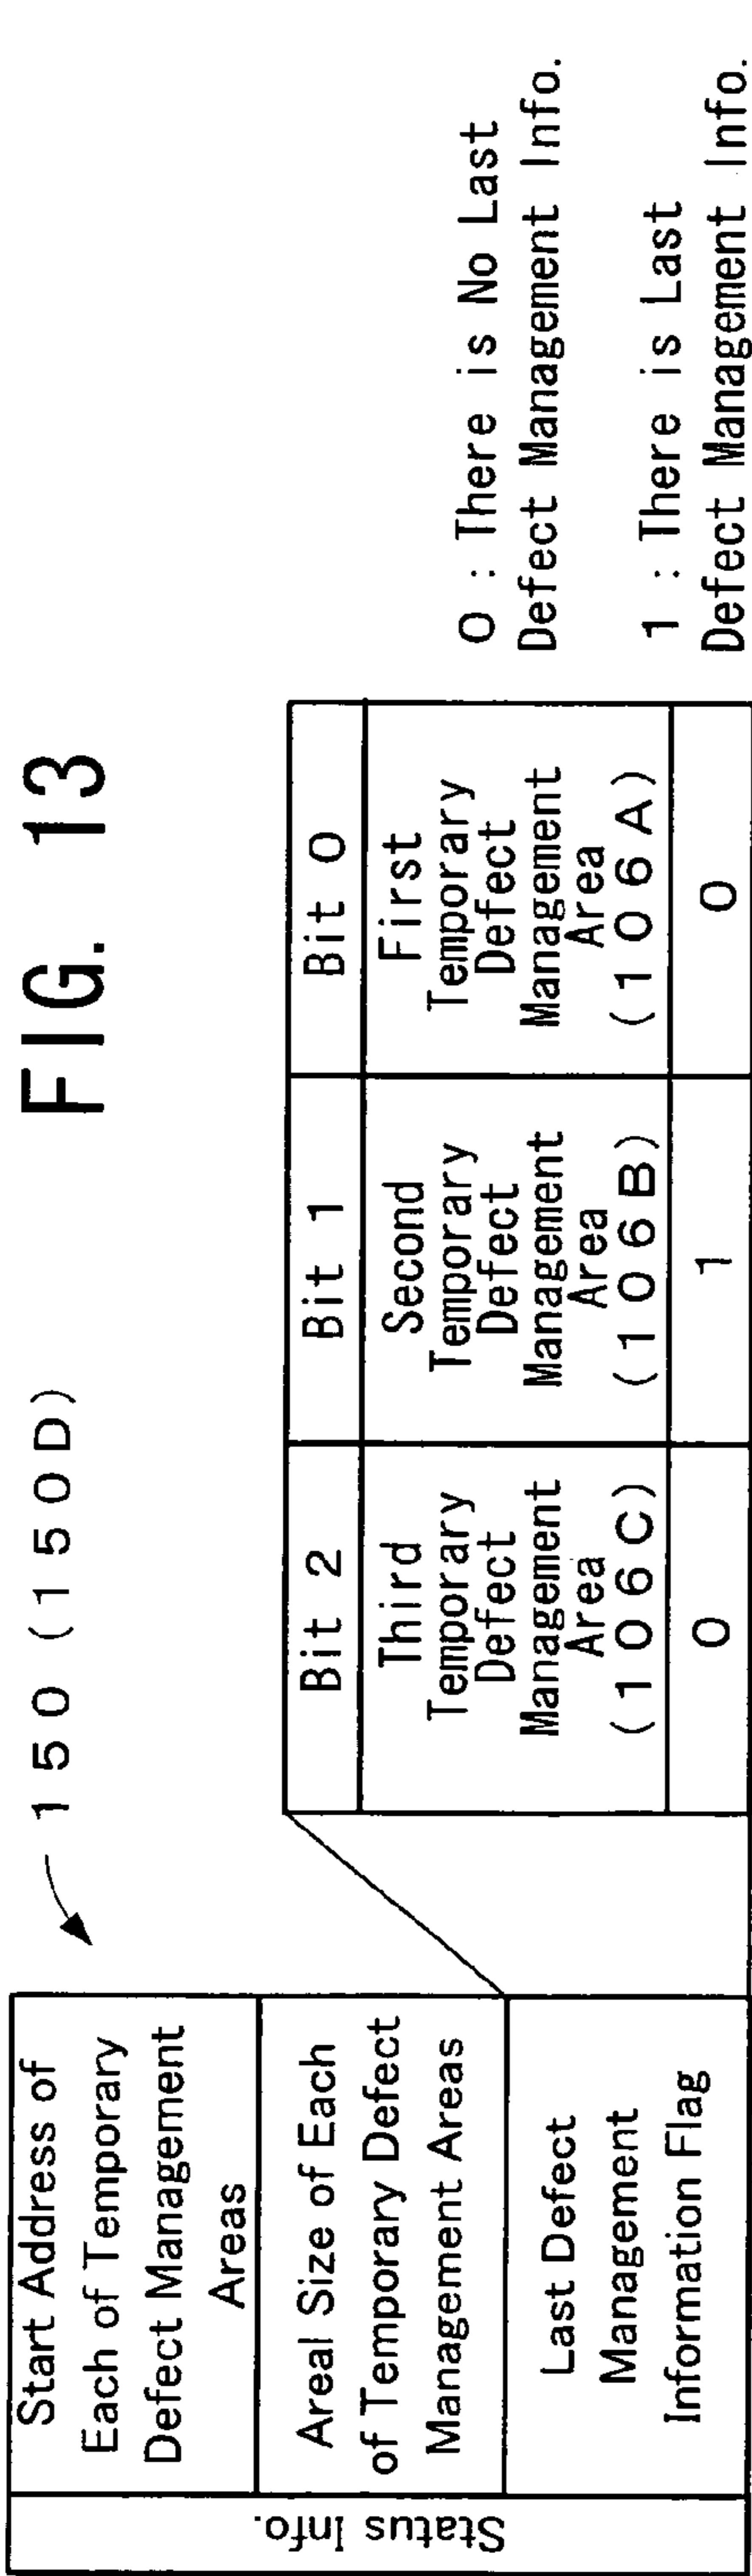 FIG. 13
150 (150D)
Status Info.
Start Address of
Each of Temporary
Defect Management
Areas
Areal Size of Each
of Temporary Defect
Management Areas
Last Defect
Management
Information Flag
Bit 2
Bit 1
Bit 0
Third
Temporary
Defect
Management
Area
(106C)
Second
Temporary
Defect
Management
Area
(106B)
First
Temporary
Defect
Management
Area
(106A)
0
1
0
0 : There is No Last
Defect Management Info.
1 : There is Last
Defect Management Info.